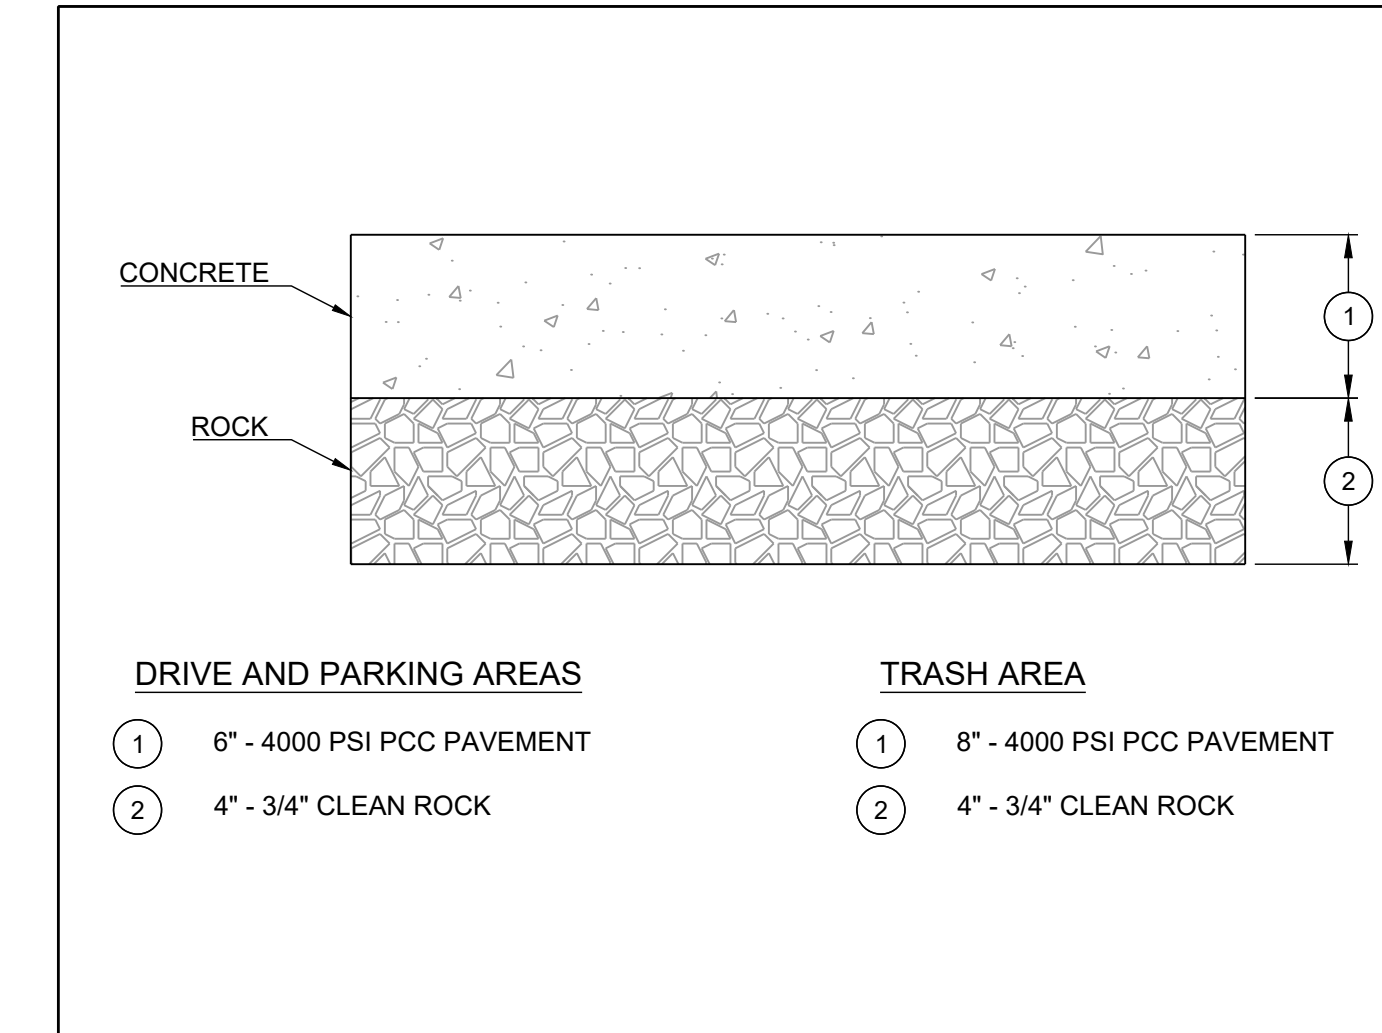 CONCRETE
1
ROCK
2
DRIVE AND PARKING AREAS
1 6" - 4000 PSI PCC PAVEMENT
2 4" - 3/4" CLEAN ROCK
TRASH AREA
1 8" - 4000 PSI PCC PAVEMENT
2 4" - 3/4" CLEAN ROCK